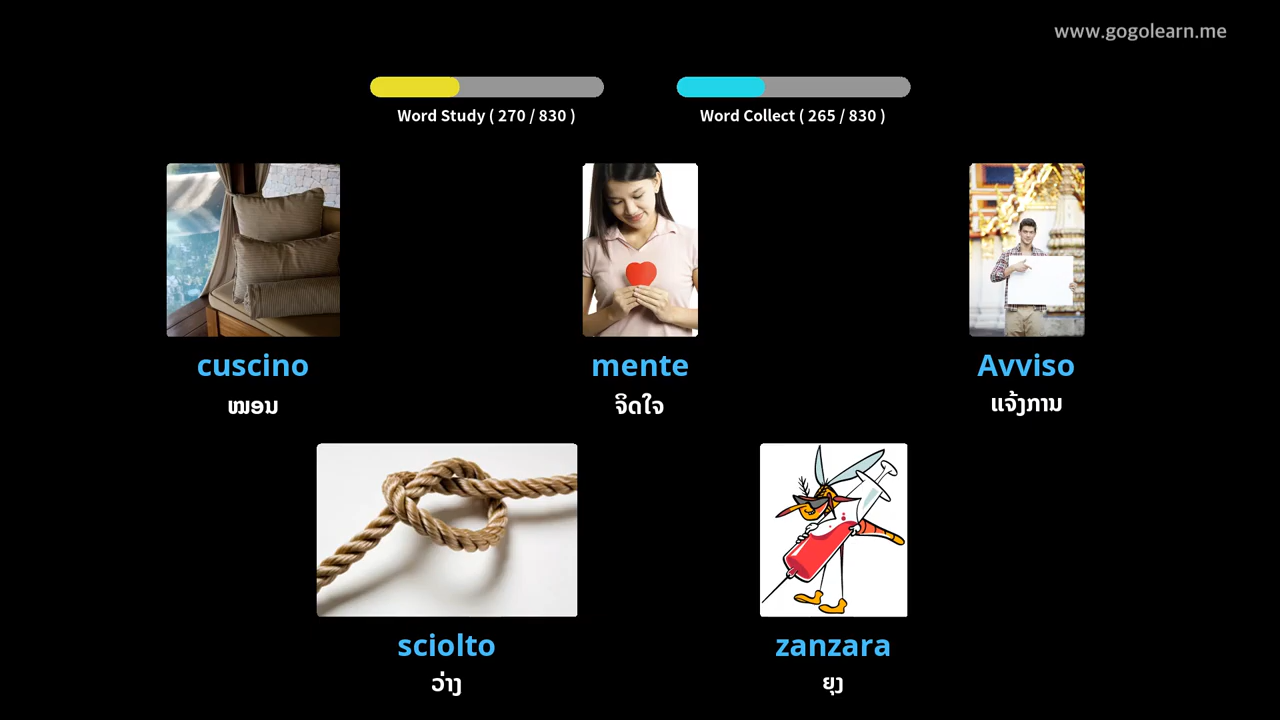 www.gogolearn.me
Word Study ( 270 / 830 )
Word Collect ( 265 / 830 )
cuscino
ໝອນ
mente
ຈິດໃຈ
Avviso
ແຈ້ງການ
sciolto
ວ່າງ
zanzara
ຍຸງ